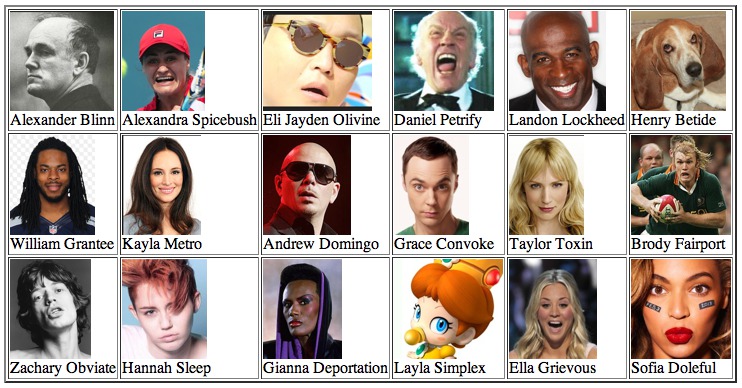 Alexander Blinn
Alexandra Spicebush
Eli Jayden Olivine
Daniel Petrify
Landon Lockheed
Henry Betide
William Grantee
Kayla Metro
Andrew Domingo
Grace Convoke
Taylor Toxin
Brody Fairport
Zachary Obviate
Hannah Sleep
Gianna Deportation
Layla Simplex
Ella Grievous
Sofia Doleful